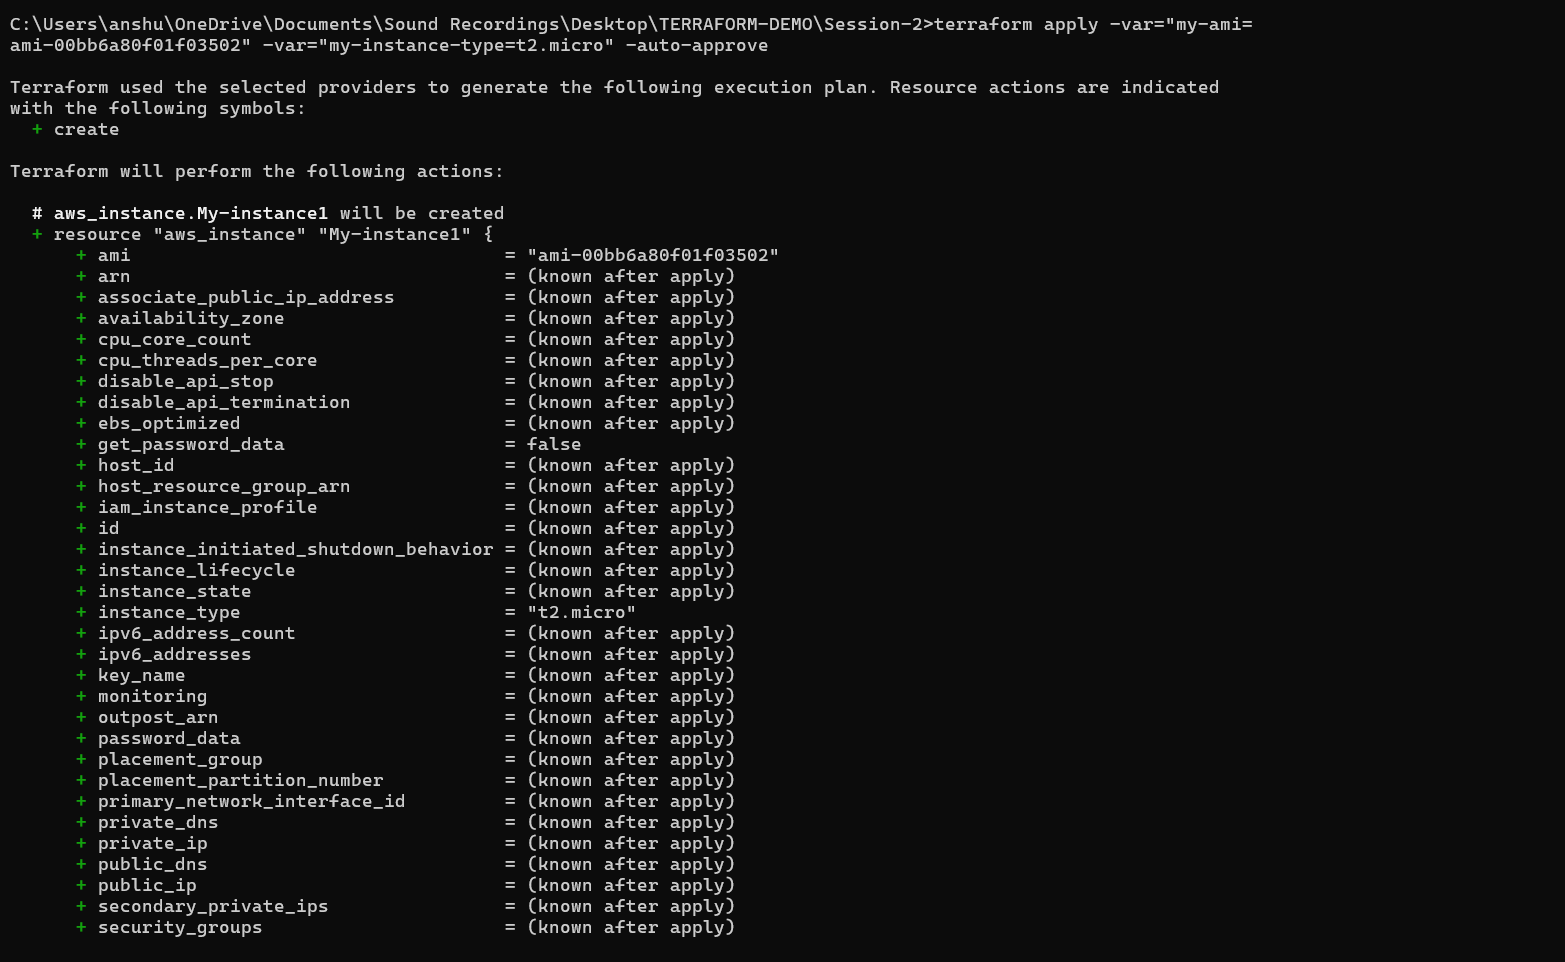 C:\Users\anshu\OneDrive\Documents\Sound Recordings\Desktop\TERRAFORM-DEMO\Session-2>terraform apply -var="my-ami=
ami-00bb6a80f01f03502" -var="my-instance-type=t2.micro" -auto-approve
Terraform used the selected providers to generate the following execution plan. Resource actions are indicated
with the following symbols:
+ create
Terraform will perform the following actions:
# aws_instance.My-instance1 will be created
+ resource "aws_instance" "My-instance1" {
+ ami = "ami-00bb6a80f01f03502"
+ arn = (known after apply)
+ associate_public_ip_address = (known after apply)
+ availability_zone = (known after apply)
+ cpu_core_count = (known after apply)
+ cpu_threads_per_core = (known after apply)
+ disable_api_stop = (known after apply)
+ disable_api_termination = (known after apply)
+ ebs_optimized = (known after apply)
+ get_password_data = false
+ host_id = (known after apply)
+ host_resource_group_arn = (known after apply)
+ iam_instance_profile = (known after apply)
+ id = (known after apply)
+ instance_initiated_shutdown_behavior = (known after apply)
+ instance_lifecycle = (known after apply)
+ instance_state = (known after apply)
+ instance_type = "t2.micro"
+ ipv6_address_count = (known after apply)
+ ipv6_addresses = (known after apply)
+ key_name = (known after apply)
+ monitoring = (known after apply)
+ outpost_arn = (known after apply)
+ password_data = (known after apply)
+ placement_group = (known after apply)
+ placement_partition_number = (known after apply)
+ primary_network_interface_id = (known after apply)
+ private_dns = (known after apply)
+ private_ip = (known after apply)
+ public_dns = (known after apply)
+ public_ip = (known after apply)
+ secondary_private_ips = (known after apply)
+ security_groups = (known after apply)